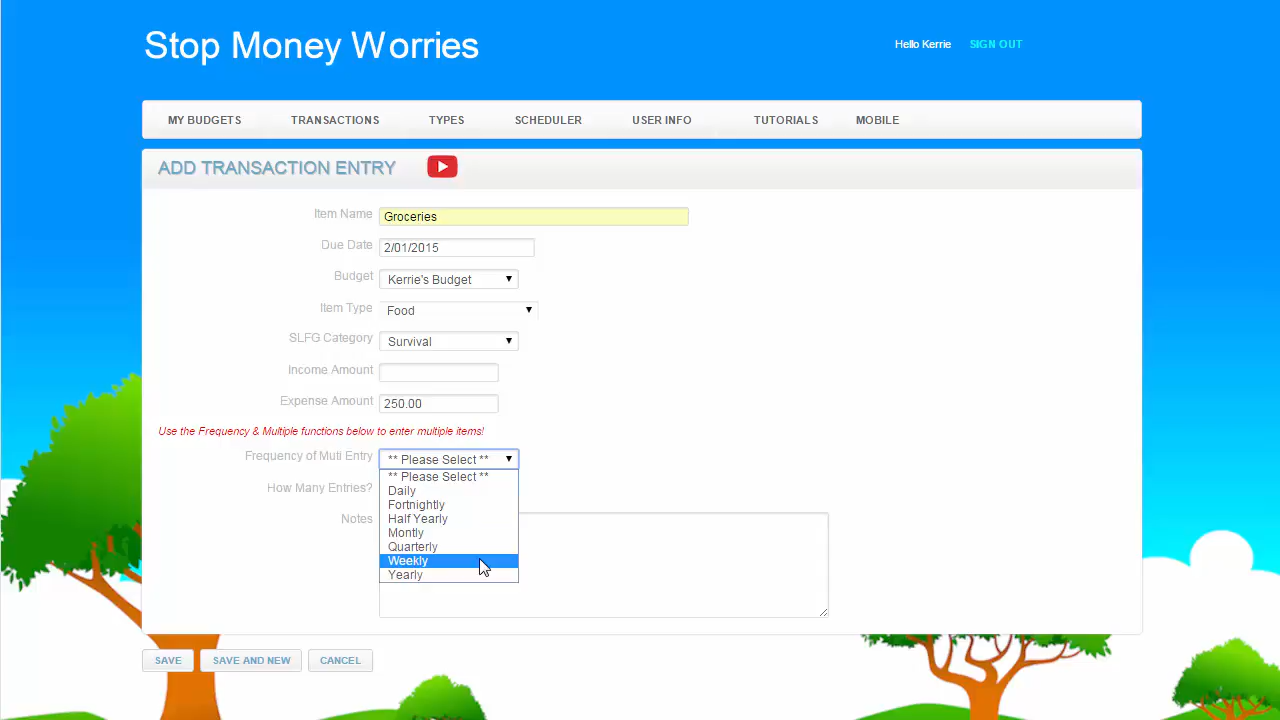 Stop Money Worries
Hello Kerrie SIGN OUT
MY BUDGETS TRANSACTIONS TYPES SCHEDULER USER INFO TUTORIALS MOBILE
ADD TRANSACTION ENTRY
Item Name Groceries
Due Date 2/01/2015
Budget Kerrie's Budget
Item Type Food
SLFG Category Survival
Income Amount
Expense Amount 250.00
Use the Frequency & Multiple functions below to enter multiple items!
Frequency of Muti Entry ** Please Select **
** Please Select **
Daily
How Many Entries?
Fortnightly
Half Yearly
Notes
Montly
Quarterly
Weekly
Yearly
SAVE SAVE AND NEW CANCEL